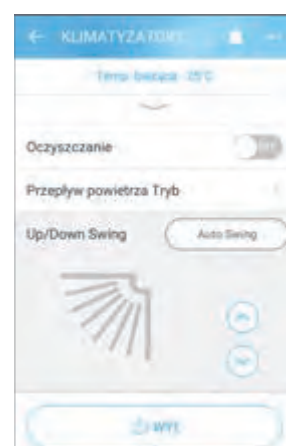 KLIMATYZATORY
Temp. bieżąca 25°C
Oczyszczanie
OFF
Przepływ powietrza Tryb
Up/Down Swing
Auto Swing
WYŁ